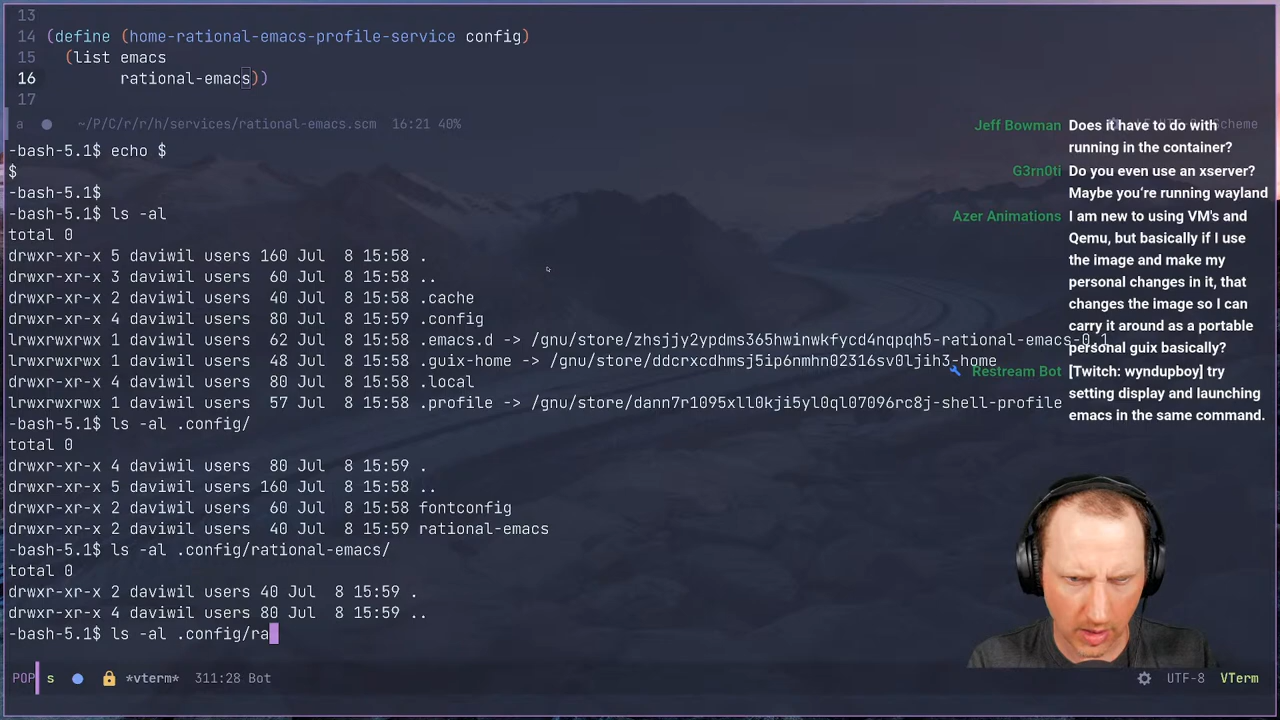 13
14 (define (home-rational-emacs-profile-service config)
15 (list emacs
16 rational-emacs))
17
a ~/P/C/r/r/h/services/rational-emacs.scm 16:21 40% Scheme
-bash-5.1$ echo $
$
-bash-5.1$
-bash-5.1$ ls -al
total 0
drwxr-xr-x 5 daviwil users 160 Jul 8 15:58 .
drwxr-xr-x 3 daviwil users 60 Jul 8 15:58 ..
drwxr-xr-x 2 daviwil users 40 Jul 8 15:58 .cache
drwxr-xr-x 4 daviwil users 80 Jul 8 15:59 .config
lrwxrwxrwx 1 daviwil users 62 Jul 8 15:58 .emacs.d -> /gnu/store/zhsjjy2ypdms365hwinwkfycd4nqpqh5-rational-emacs-0.1
lrwxrwxrwx 1 daviwil users 48 Jul 8 15:58 .guix-home -> /gnu/store/ddcrxcdhmsj5ip6nmhn02316sv0ljih3-home
drwxr-xr-x 4 daviwil users 80 Jul 8 15:58 .local
lrwxrwxrwx 1 daviwil users 57 Jul 8 15:58 .profile -> /gnu/store/dann7r1095xll0kji5yl0ql07096rc8j-shell-profile
-bash-5.1$ ls -al .config/
total 0
drwxr-xr-x 4 daviwil users 80 Jul 8 15:59 .
drwxr-xr-x 5 daviwil users 160 Jul 8 15:58 ..
drwxr-xr-x 2 daviwil users 60 Jul 8 15:58 fontconfig
drwxr-xr-x 2 daviwil users 40 Jul 8 15:59 rational-emacs
-bash-5.1$ ls -al .config/rational-emacs/
total 0
drwxr-xr-x 2 daviwil users 40 Jul 8 15:59 .
drwxr-xr-x 4 daviwil users 80 Jul 8 15:59 ..
-bash-5.1$ ls -al .config/ra
POP s *vterm* 311:28 Bot UTF-8 VTerm
Jeff Bowman Does it have to do with
running in the container?
G3rn0ti Do you even use an xserver?
Maybe you're running wayland
Azer Animations I am new to using VM's and
Qemu, but basically if I use
the image and make my
personal changes in it, that
changes the image so I can
carry it around as a portable
personal guix basically?
Restream Bot [Twitch: wyndupboy] try
setting display and launching
emacs in the same command.